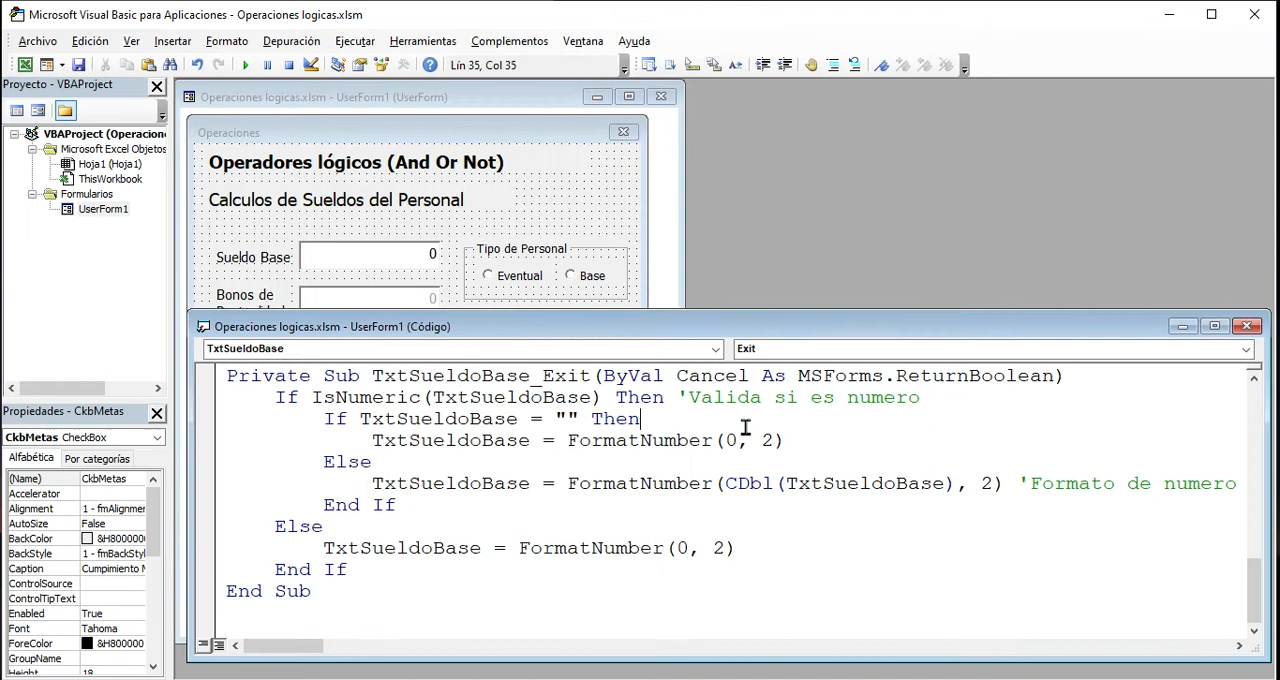 Microsoft Visual Basic para Aplicaciones - Operaciones logicas.xlsm
Archivo Edición Ver Insertar Formato Depuración Ejecutar Herramientas Complementos Ventana Ayuda
Lín 35, Col 35
Proyecto - VBAProject
VBAProject (Operacione
Microsoft Excel Objetos
Hoja1 (Hoja1)
ThisWorkbook
Formularios
UserForm1
Operaciones logicas.xlsm - UserForm1 (UserForm)
Operaciones
Operadores lógicos (And Or Not)
Calculos de Sueldos del Personal
Sueldo Base: 0
Tipo de Personal
Eventual Base
Bonos de 0
Propiedades - CkbMetas
CkbMetas CheckBox
Alfabética Por categorías
(Name) CkbMetas
Accelerator
Alignment 1 - fmAlignme
AutoSize False
BackColor &H800000
BackStyle 1 - fmBackStyl
Caption Cumpimiento M
ControlSource
ControlTipText
Enabled True
Font Tahoma
ForeColor &H800000
GroupName
Height 18
Operaciones logicas.xlsm - UserForm1 (Código)
TxtSueldoBase Exit
Private Sub TxtSueldoBase_Exit(ByVal Cancel As MSForms.ReturnBoolean)
If IsNumeric(TxtSueldoBase) Then 'Valida si es numero
If TxtSueldoBase = "" Then
TxtSueldoBase = FormatNumber(0, 2)
Else
TxtSueldoBase = FormatNumber(CDbl(TxtSueldoBase), 2) 'Formato de numero
End If
Else
TxtSueldoBase = FormatNumber(0, 2)
End If
End Sub